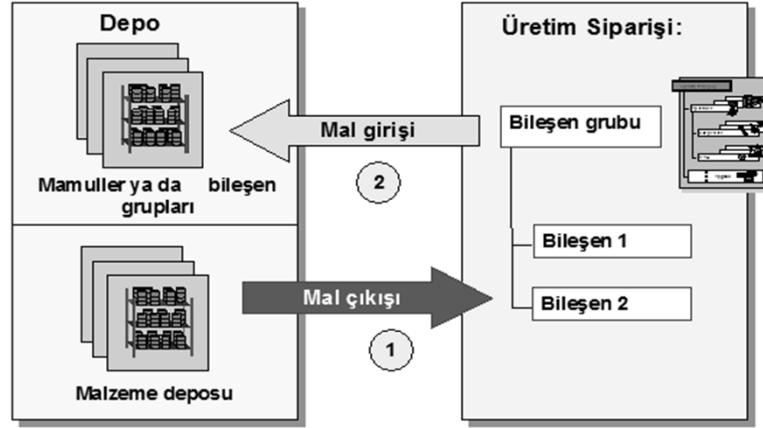 Depo
Mamuller ya da bileşen
grupları
Malzeme deposu
Mal girişi
2
Mal çıkışı
1
Üretim Siparişi:
Bileşen grubu
Bileşen 1
Bileşen 2